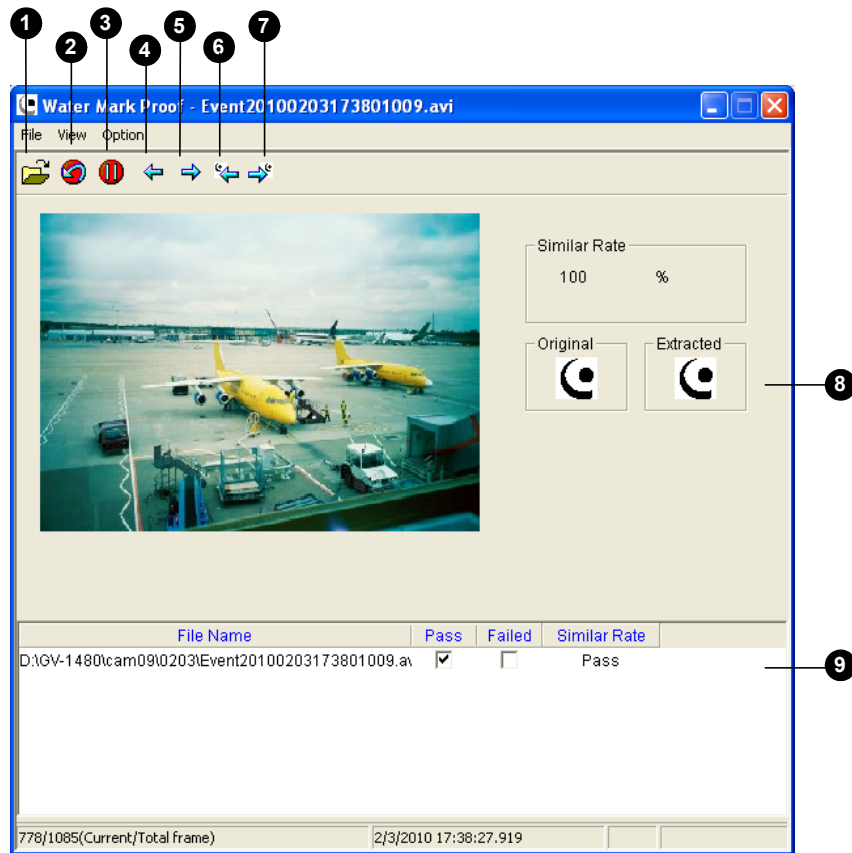 1 2 3 4 5 6 7
Water Mark Proof - Event20100203173801009.avi
File View Option
Similar Rate
100 %
Original Extracted
8
File Name Pass Failed Similar Rate
D:\GV-1480\cam09\0203\Event20100203173801009.av Pass
9
778/1085(Current/Total frame) 2/3/2010 17:38:27.919